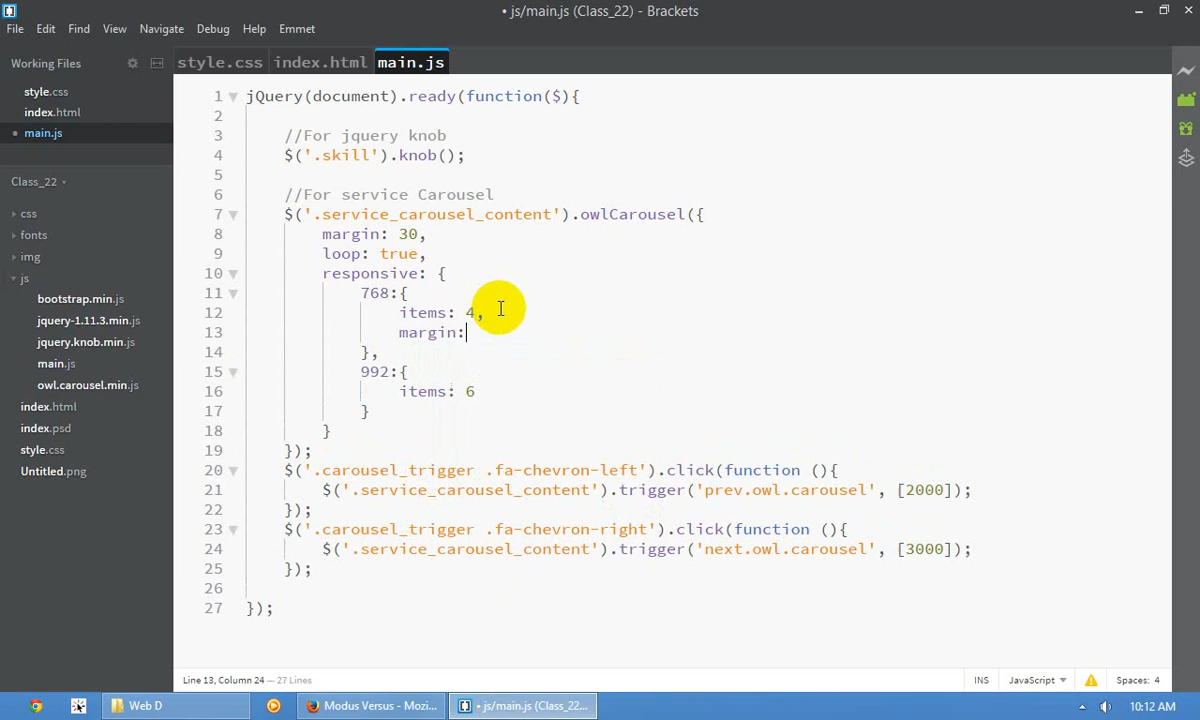 • js/main.js (Class_22) - Brackets
File Edit Find View Navigate Debug Help Emmet
Working Files
style.css
index.html
main.js
Class_22
css
fonts
img
js
bootstrap.min.js
jquery-1.11.3.min.js
jquery.knob.min.js
main.js
owl.carousel.min.js
index.html
index.psd
style.css
Untitled.png
style.css index.html main.js
1 jQuery(document).ready(function($){
2
3 //For jquery knob
4 $('.skill').knob();
5
6 //For service Carousel
7 $('.service_carousel_content').owlCarousel({
8 margin: 30,
9 loop: true,
10 responsive: {
11 768:{
12 items: 4,
13 margin:
14 },
15 992:{
16 items: 6
17 }
18 }
19 });
20 $('.carousel_trigger .fa-chevron-left').click(function (){
21 $('.service_carousel_content').trigger('prev.owl.carousel', [2000]);
22 });
23 $('.carousel_trigger .fa-chevron-right').click(function (){
24 $('.service_carousel_content').trigger('next.owl.carousel', [3000]);
25 });
26
27 });
Line 13, Column 24 — 27 Lines
INS JavaScript Spaces: 4
Web D
Modus Versus - Mozi...
• js/main.js (Class_22...
10:12 AM